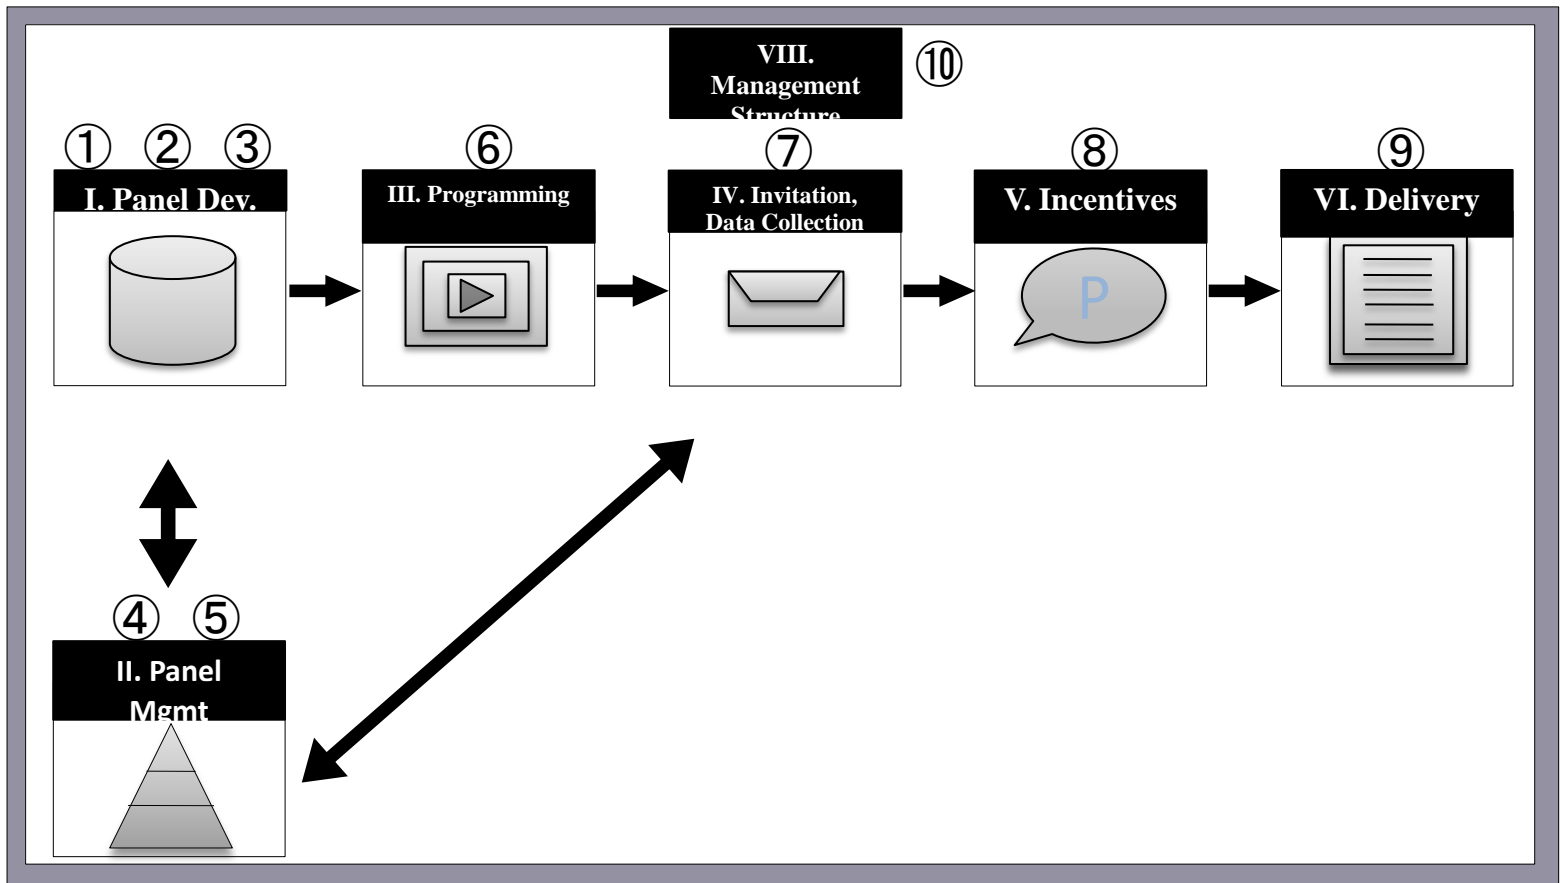 VIII.
Management
Structure
⑩
① ② ③
I. Panel Dev.
⑥
III. Programming
⑦
IV. Invitation,
Data Collection
⑧
V. Incentives
P
⑨
VI. Delivery
④ ⑤
II. Panel
Mgmt